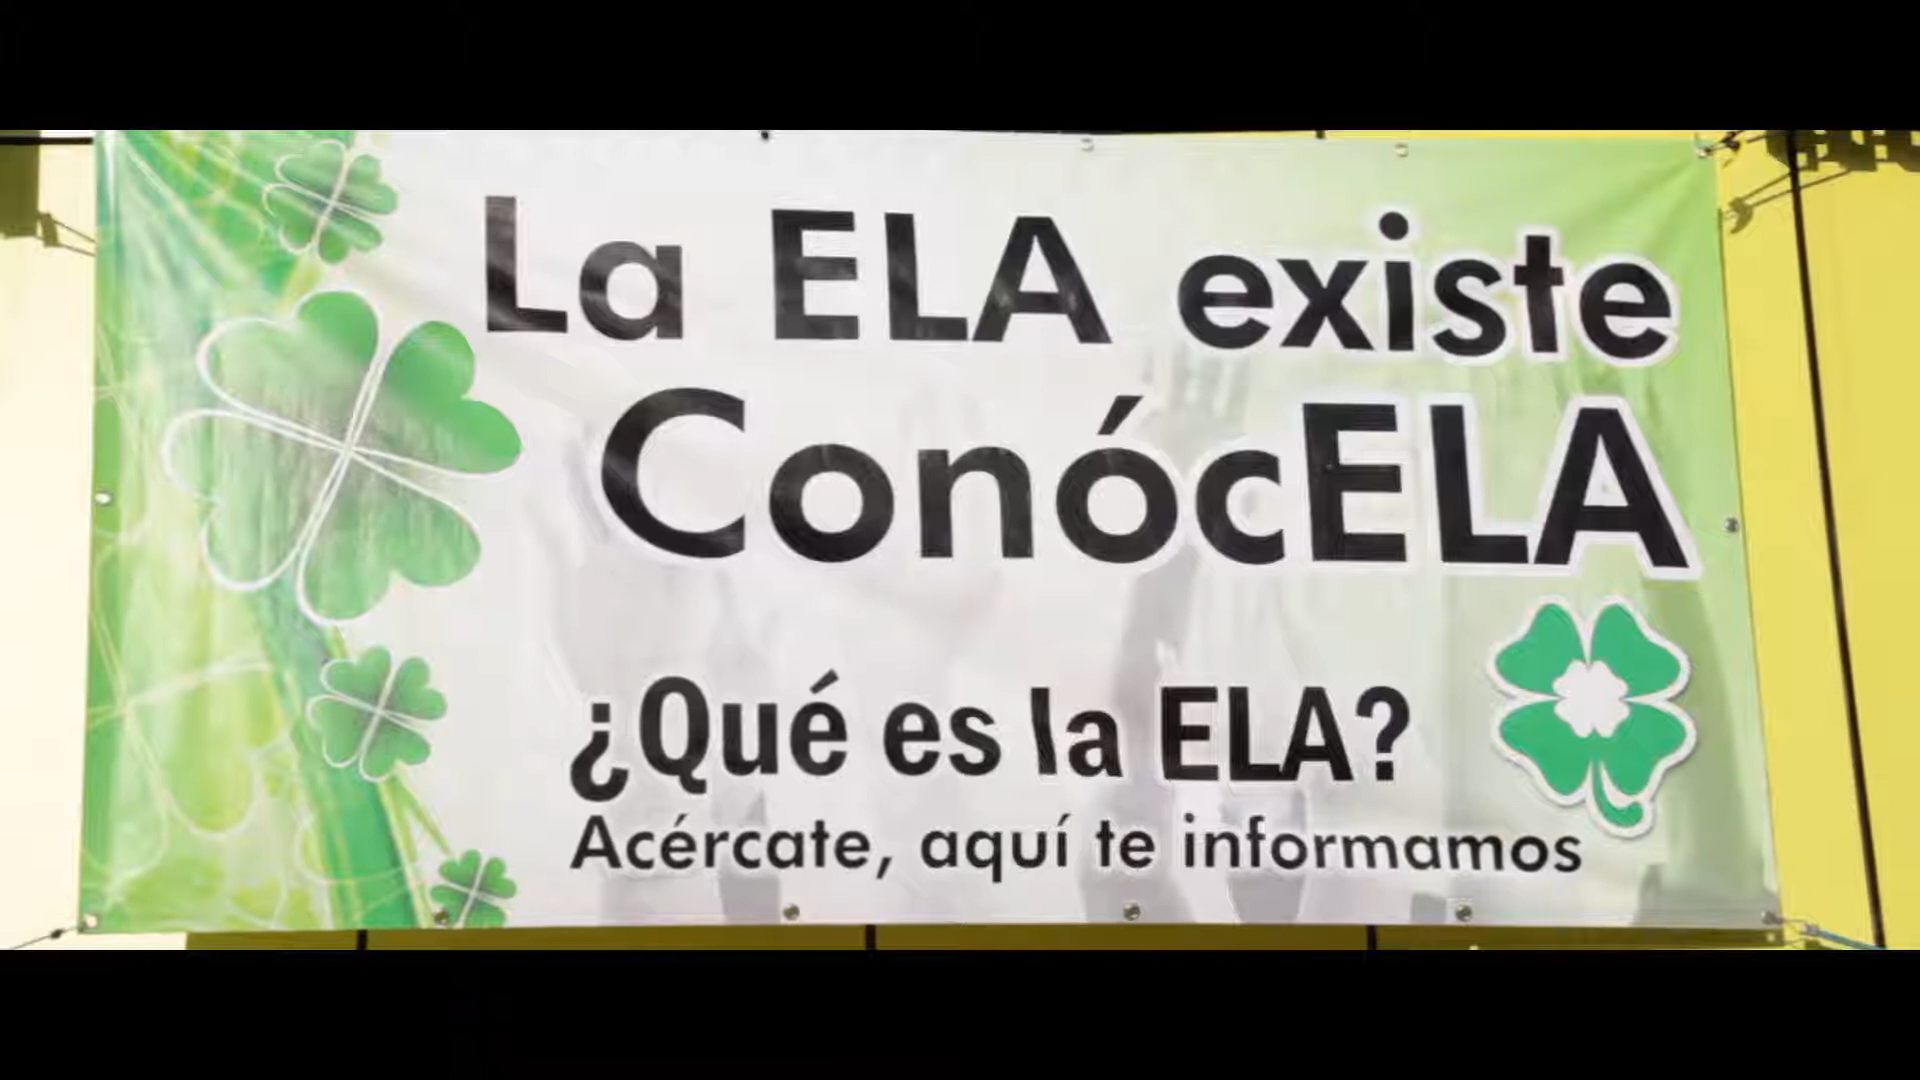 La ELA existe
ConócELA
¿Qué es la ELA?
Acércate, aquí te informamos